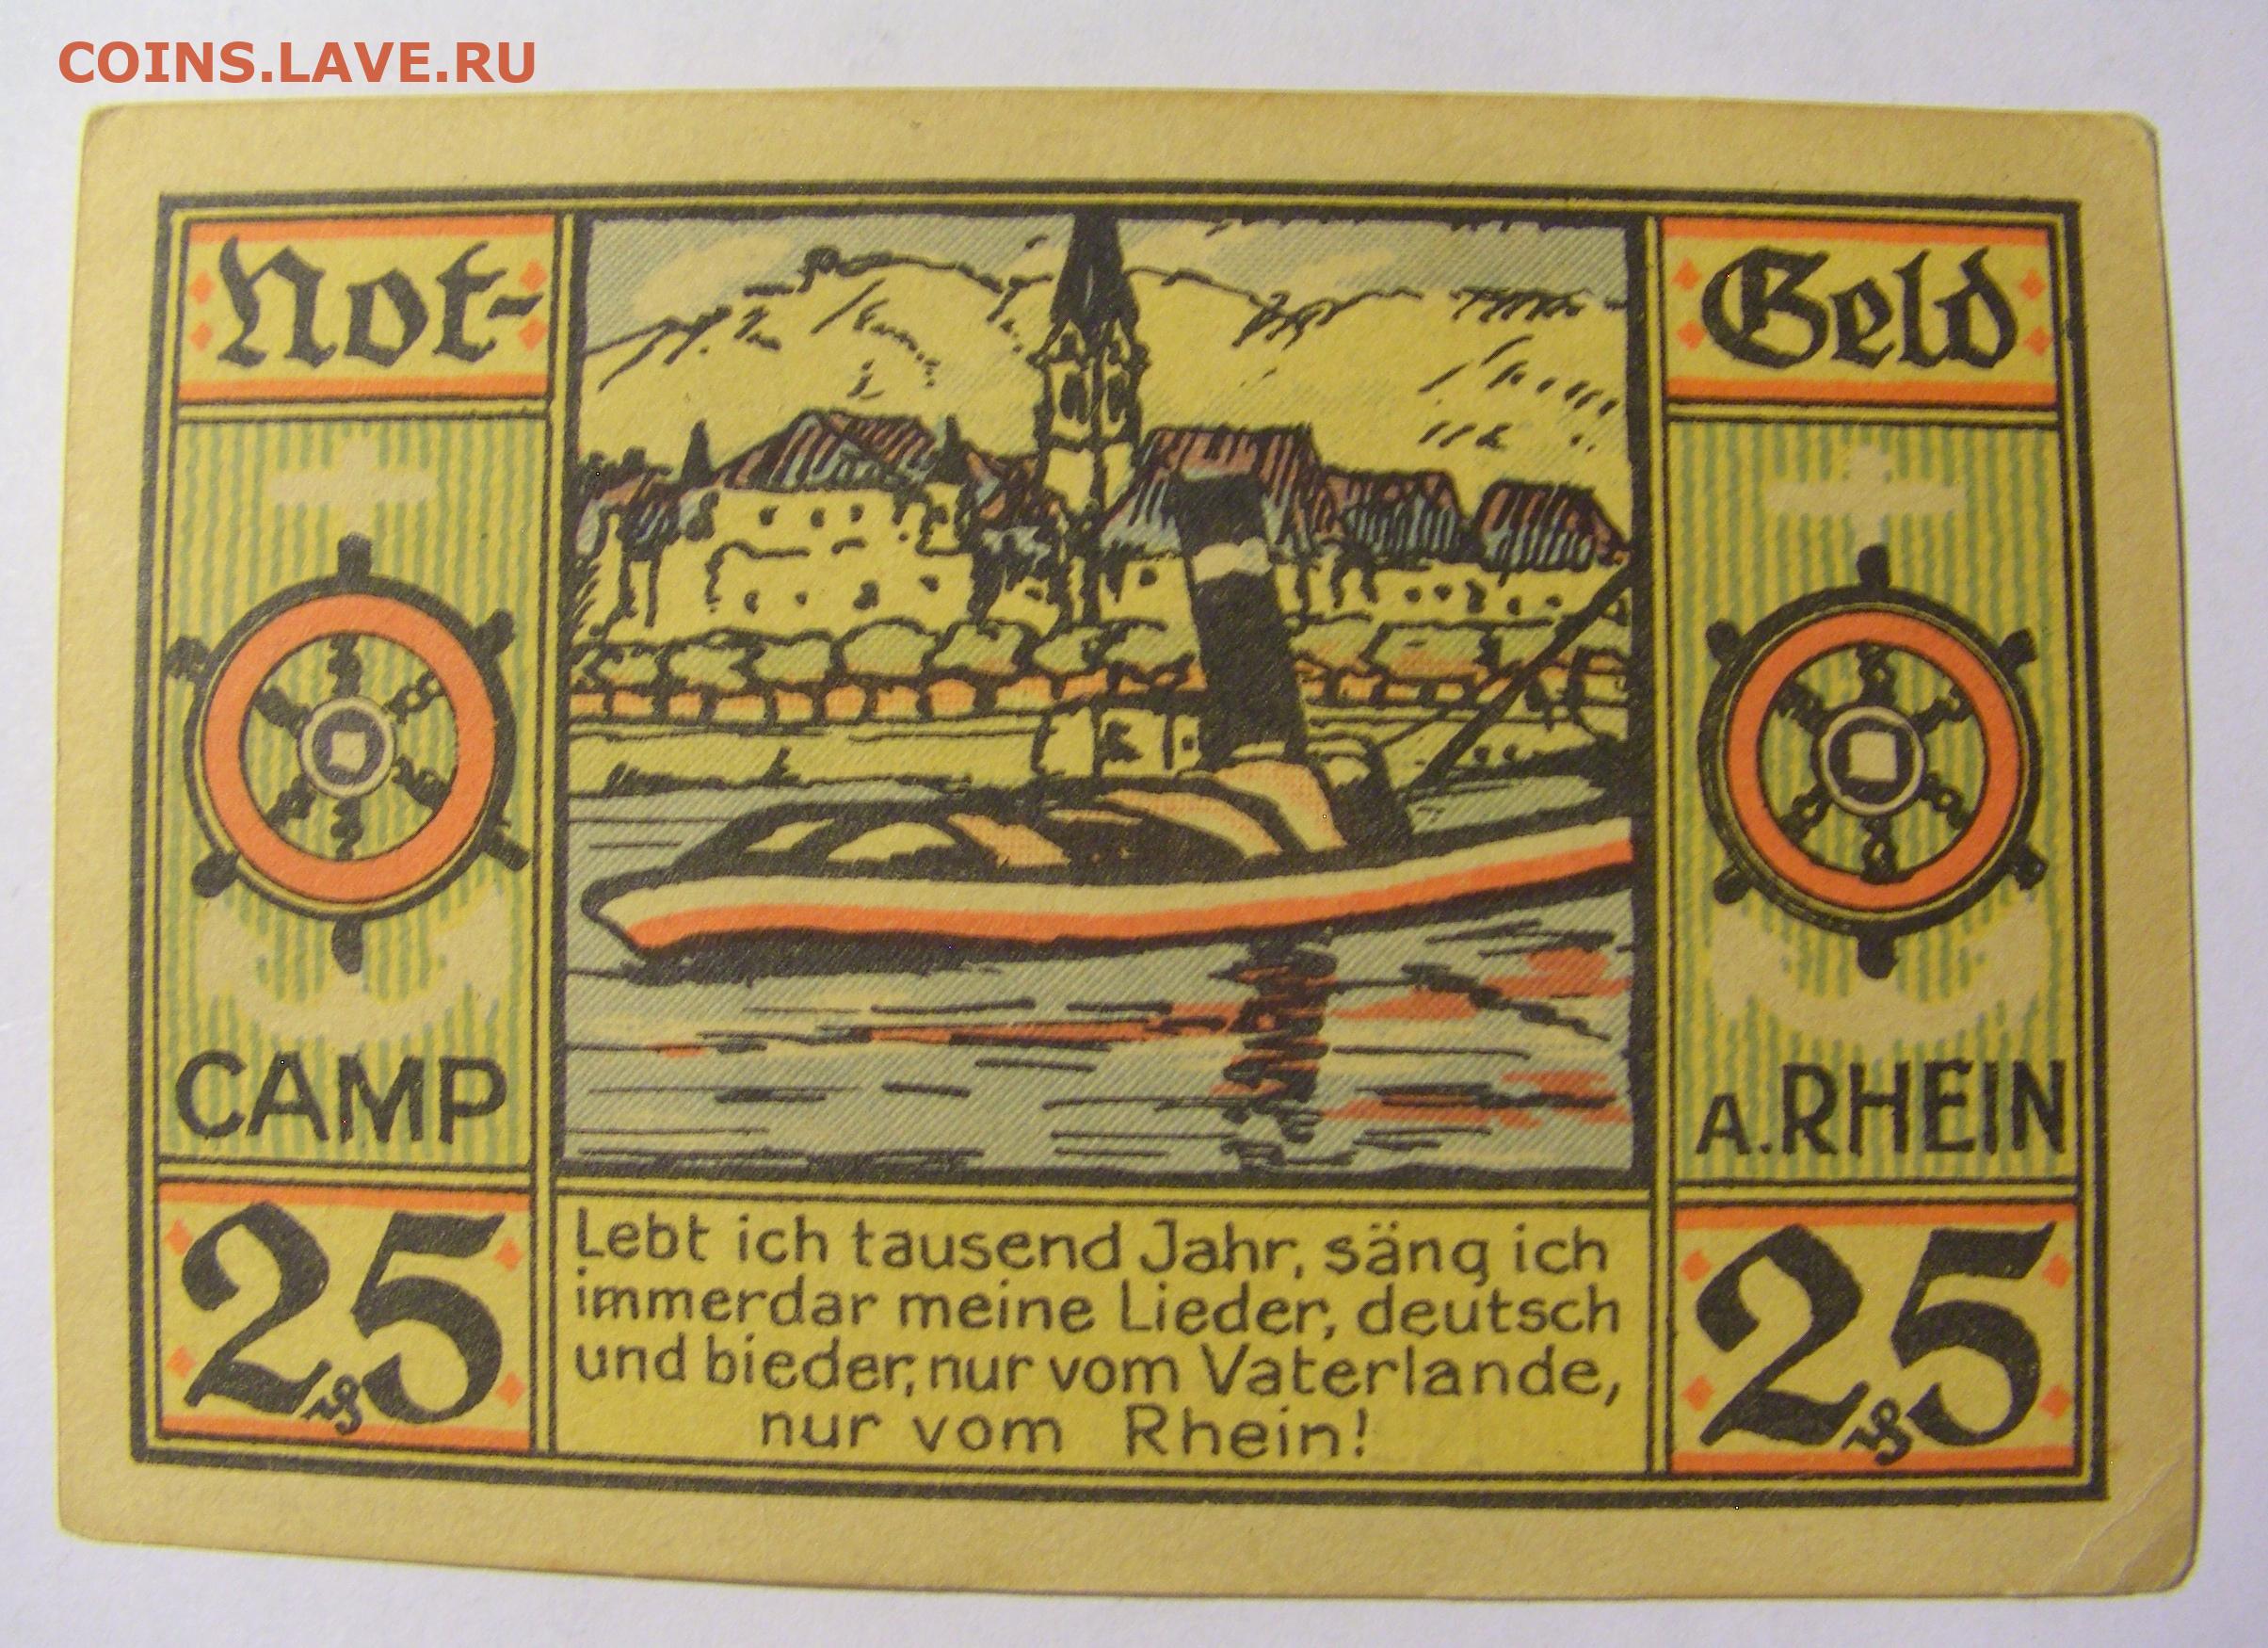 COINS.LAVE.RU
Not-
Geld
CAMP
A.RHEIN
25
25
Lebt ich tausend Jahr, säng ich
immerdar meine Lieder, deutsch
und bieder, nur vom Vaterlande,
nur vom Rhein!